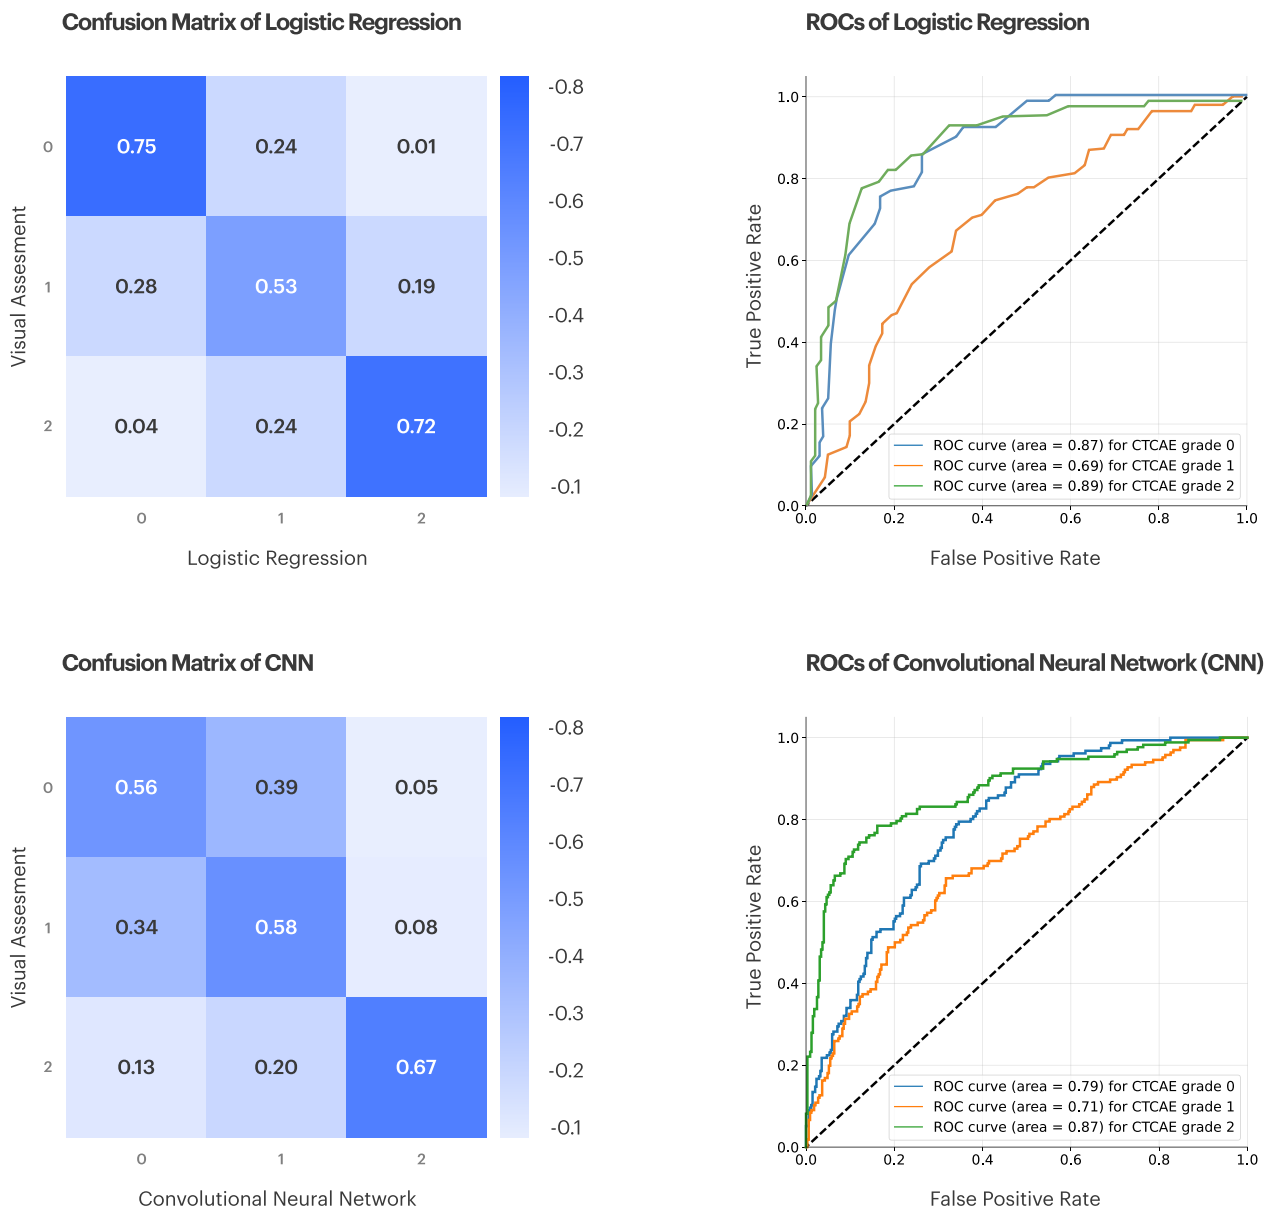 Confusion Matrix of Logistic Regression
Visual Assesment
0
1
2
0.75 0.24 0.01
0.28 0.53 0.19
0.04 0.24 0.72
0 1 2
Logistic Regression
-0.8
-0.7
-0.6
-0.5
-0.4
-0.3
-0.2
-0.1
ROCs of Logistic Regression
True Positive Rate
1.0
0.8
0.6
0.4
0.2
0.0
ROC curve (area = 0.87) for CTCAE grade 0
ROC curve (area = 0.69) for CTCAE grade 1
ROC curve (area = 0.89) for CTCAE grade 2
0.0 0.2 0.4 0.6 0.8 1.0
False Positive Rate
Confusion Matrix of CNN
Visual Assesment
0
1
2
0.56 0.39 0.05
0.34 0.58 0.08
0.13 0.20 0.67
0 1 2
Convolutional Neural Network
-0.8
-0.7
-0.6
-0.5
-0.4
-0.3
-0.2
-0.1
ROCs of Convolutional Neural Network (CNN)
True Positive Rate
1.0
0.8
0.6
0.4
0.2
0.0
ROC curve (area = 0.79) for CTCAE grade 0
ROC curve (area = 0.71) for CTCAE grade 1
ROC curve (area = 0.87) for CTCAE grade 2
0.0 0.2 0.4 0.6 0.8 1.0
False Positive Rate